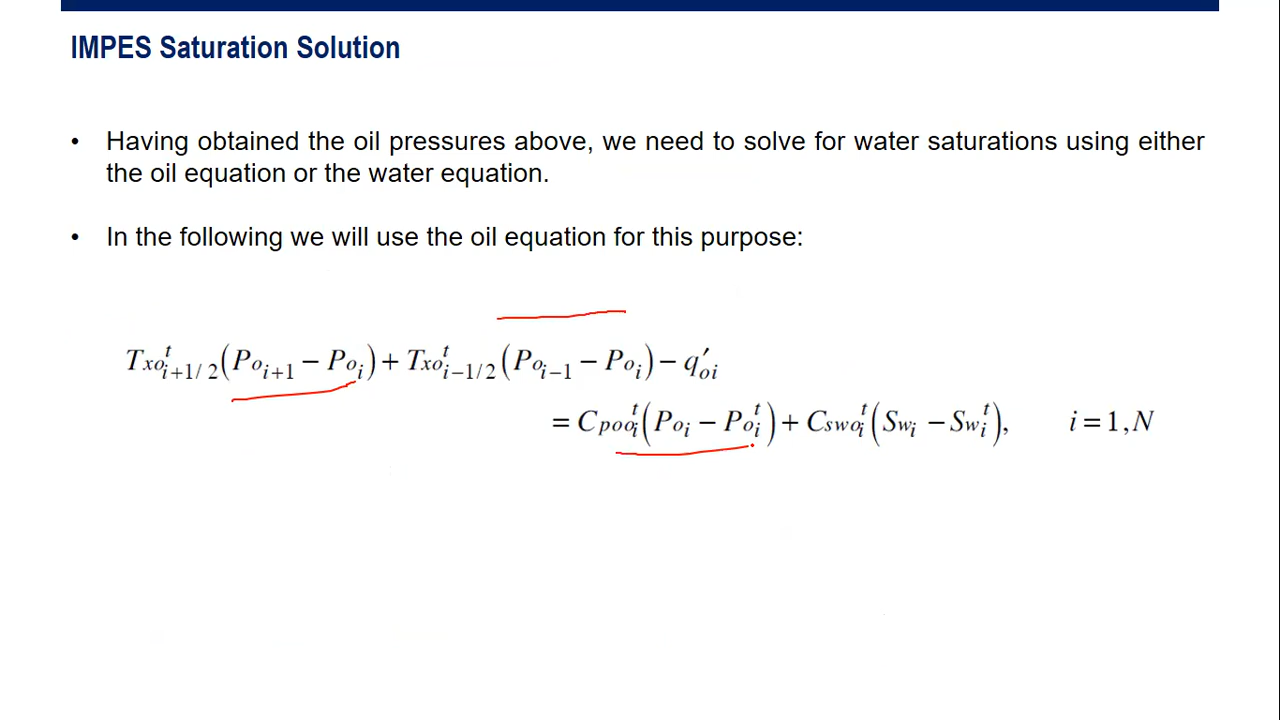 IMPES Saturation Solution
• Having obtained the oil pressures above, we need to solve for water saturations using either
the oil equation or the water equation.
• In the following we will use the oil equation for this purpose:
Txo^t_{i+1/2}(Po_{i+1} − Po_i) + Txo^t_{i−1/2}(Po_{i−1} − Po_i) − q′_{oi}
= Cpoo^t_i(Po_i − Po^t_i) + Cswo^t_i(Sw_i − Sw^t_i), i = 1, N